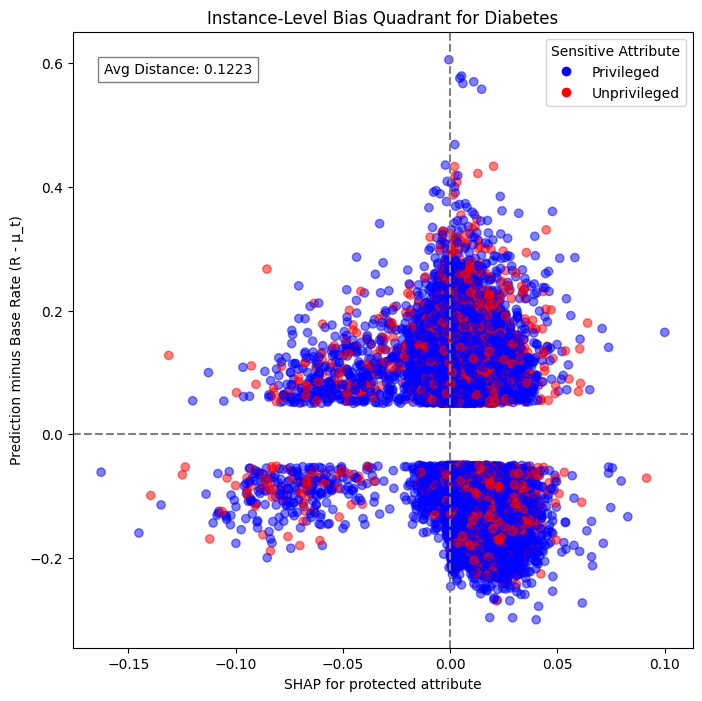 Instance-Level Bias Quadrant for Diabetes
Avg Distance: 0.1223
Sensitive Attribute
Privileged
Unprivileged
Prediction minus Base Rate (R - μ_t)
0.6
0.4
0.2
0.0
−0.2
−0.15
−0.10
−0.05
0.00
0.05
0.10
SHAP for protected attribute